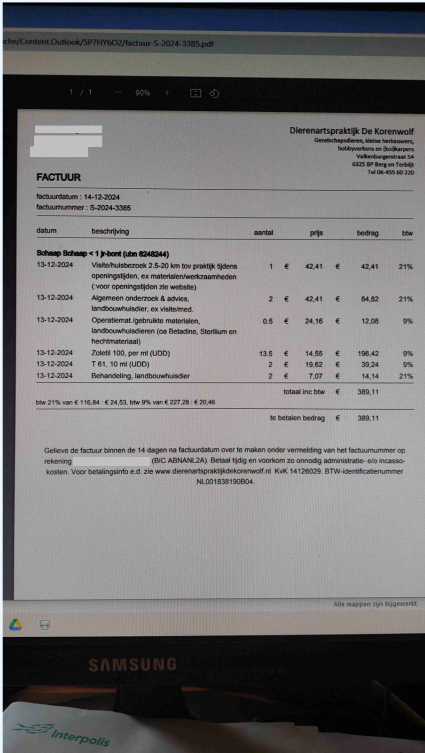 che/Content.Outlook/5P7HY6O2/factuur-S-2024-3385.pdf
1 / 1 — 90% +
Dierenartspraktijk De Korenwolf
Gezelschapsdieren, kleine herkauwers,
hobbyvarkens en (koi)karpers
Valkenburgerstraat 54
6325 BP Berg en Terblijt
Tel 06-455 60 220
FACTUUR
factuurdatum : 14-12-2024
factuurnummer : S-2024-3385
datum beschrijving aantal prijs bedrag btw
Schaap Schaap < 1 jr-bont (ubn 6248244)
13-12-2024 Visite/huisbezoek 2.5-20 km tov praktijk tijdens 1 € 42,41 € 42,41 21%
openingstijden, ex materialen/werkzaamheden
(:voor openingstijden zie website)
13-12-2024 Algemeen onderzoek & advies, 2 € 42,41 € 84,82 21%
landbouwhuisdier, ex visite/med.
13-12-2024 Operatiemat./gebruikte materialen, 0.5 € 24,16 € 12,08 9%
landbouwhuisdieren (oa Betadine, Sterilium en
hechtmateriaal)
13-12-2024 Zoletil 100, per ml (UDD) 13.5 € 14,55 € 196,42 9%
13-12-2024 T 61, 10 ml (UDD) 2 € 19,62 € 39,24 9%
13-12-2024 Behandeling, landbouwhuisdier 2 € 7,07 € 14,14 21%
totaal inc btw € 389,11
btw 21% van € 116,84 : € 24,53, btw 9% van € 227,28 : € 20,46
te betalen bedrag € 389,11
Gelieve de factuur binnen de 14 dagen na factuurdatum over te maken onder vermelding van het factuurnummer op
rekening (BIC ABNANL2A). Betaal tijdig en voorkom zo onnodig administratie- e/o incasso-
kosten. Voor betalingsinfo e.d. zie www.dierenartspraktijkdekorenwolf.nl KvK 14126029. BTW-identificatienummer
NL001838190B04.
Alle mappen zijn bijgewerkt.
SAMSUNG
Interpolis